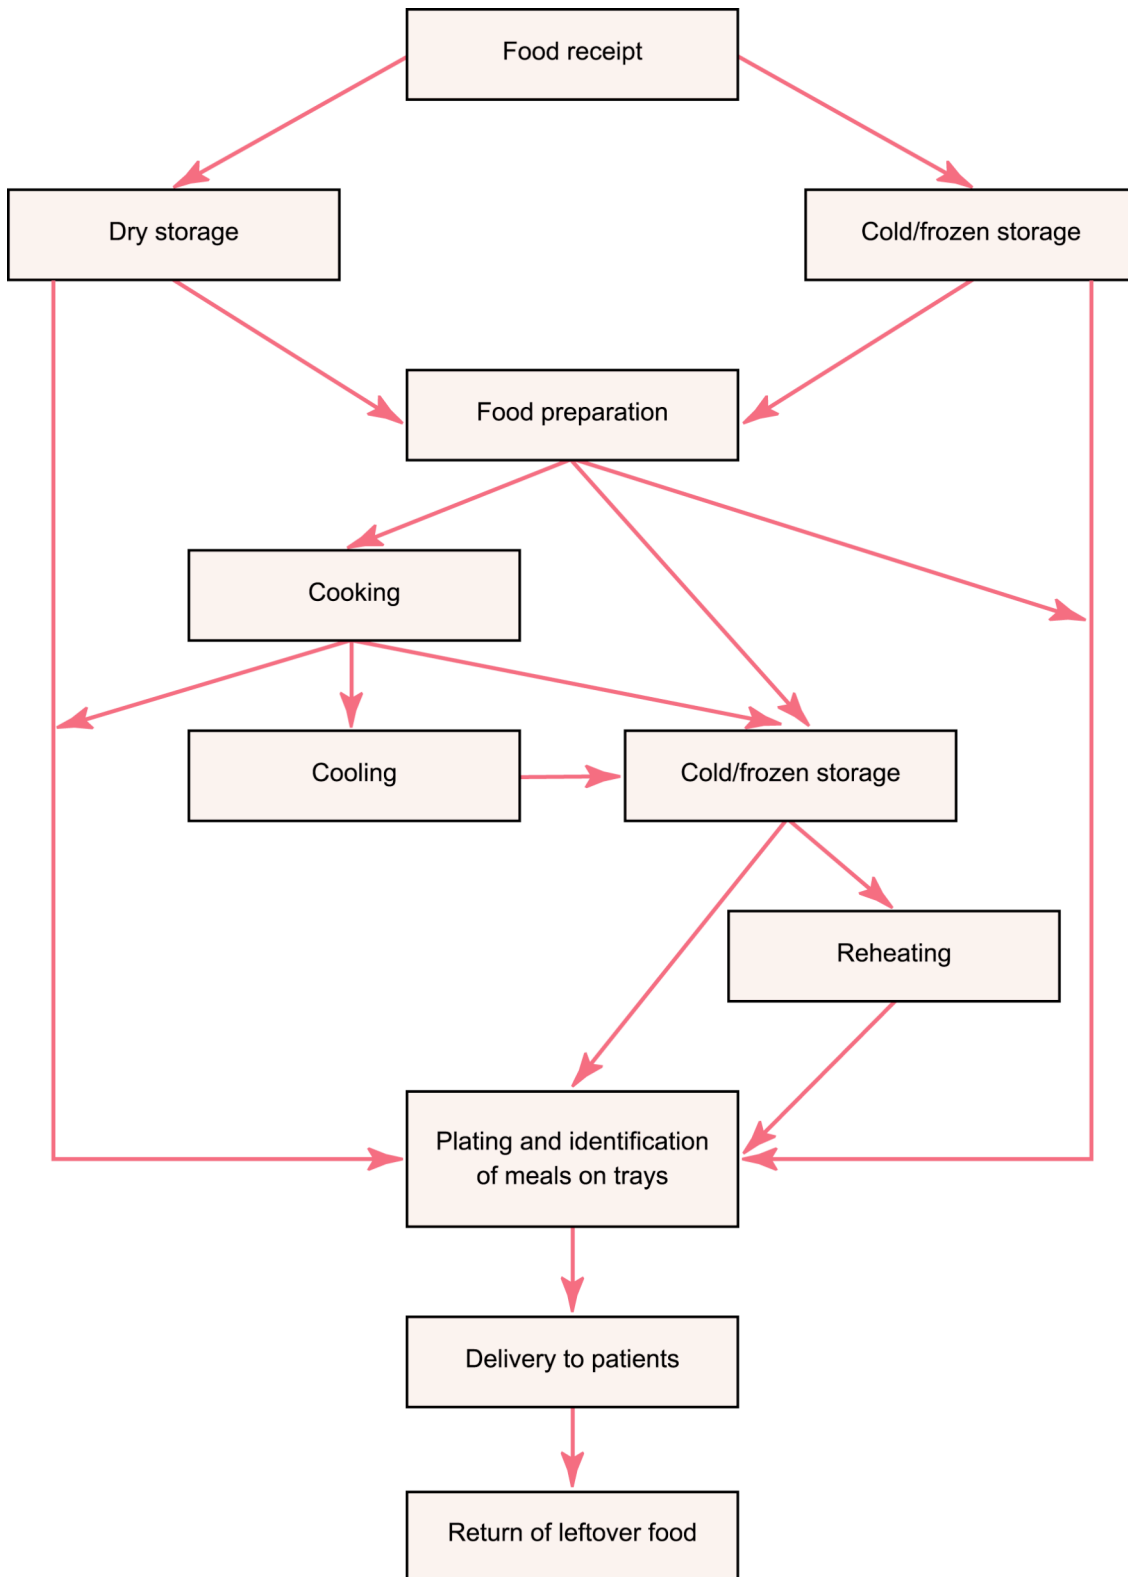 Food receipt
Dry storage
Cold/frozen storage
Food preparation
Cooking
Cooling
Cold/frozen storage
Reheating
Plating and identification
of meals on trays
Delivery to patients
Return of leftover food